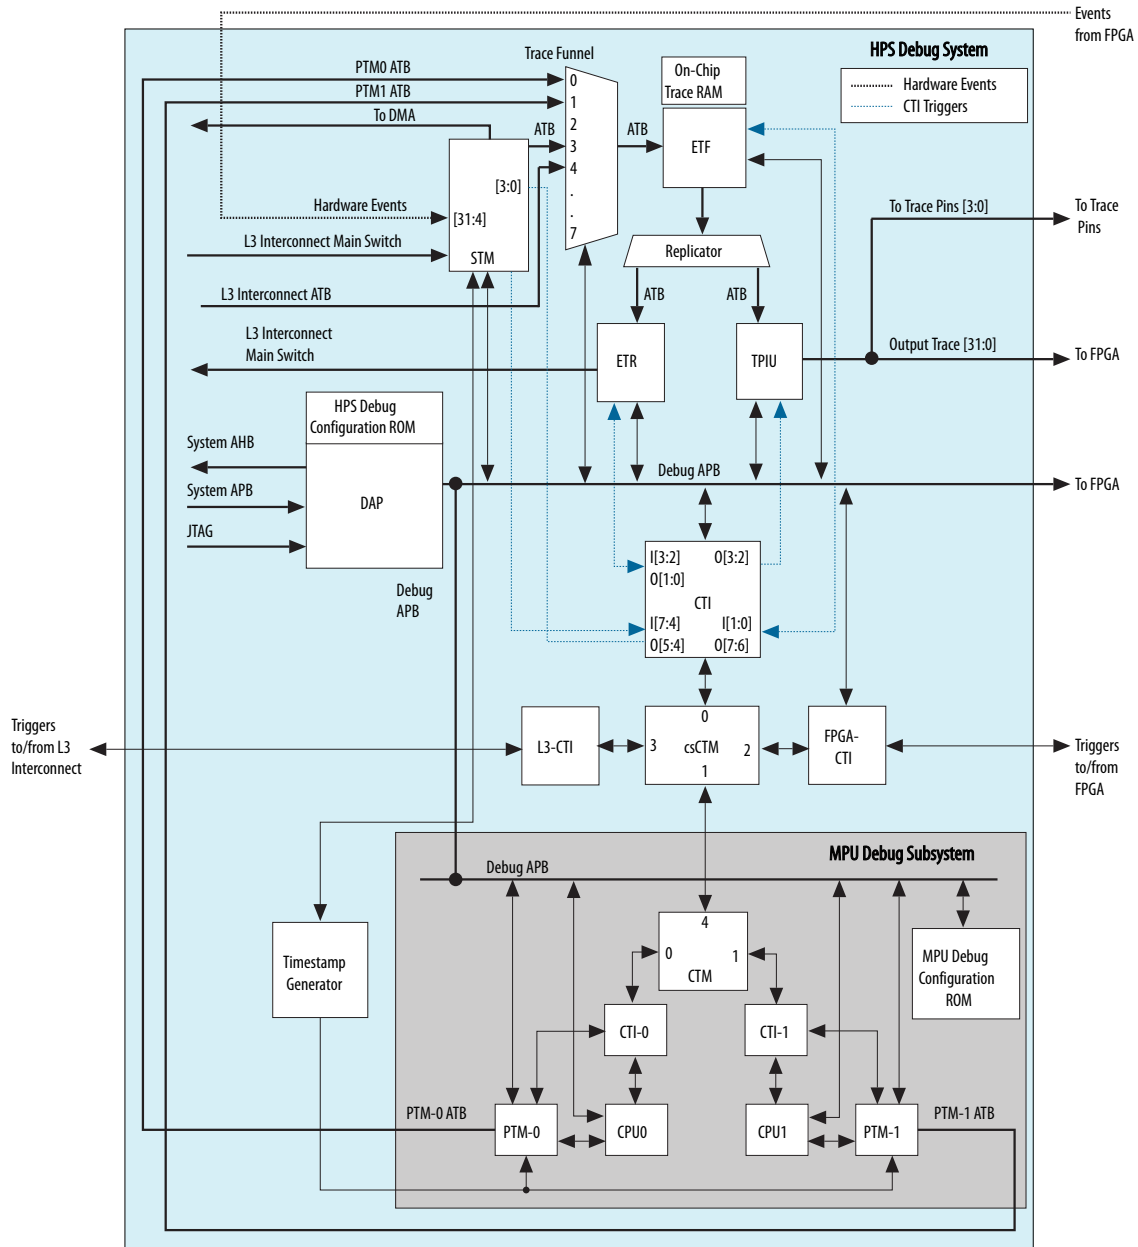 Events
from FPGA
HPS Debug System
Hardware Events
CTI Triggers
Trace Funnel
PTM0 ATB
PTM1 ATB
To DMA
ATB
0
1
2
3
4
.
.
7
ATB
On-Chip
Trace RAM
ETF
[3:0]
[31:4]
STM
Hardware Events
L3 Interconnect Main Switch
L3 Interconnect ATB
L3 Interconnect
Main Switch
Replicator
ATB
ATB
ETR
TPIU
To Trace Pins [3:0]
To Trace
Pins
Output Trace [31:0]
To FPGA
HPS Debug
Configuration ROM
DAP
System AHB
System APB
JTAG
Debug APB
To FPGA
Debug
APB
I[3:2]
O[3:2]
O[1:0]
CTI
I[7:4]
I[1:0]
O[5:4]
O[7:6]
Triggers
to/from L3
Interconnect
L3-CTI
0
3
csCTM
2
1
FPGA-
CTI
Triggers
to/from
FPGA
MPU Debug Subsystem
Debug APB
Timestamp
Generator
4
0
1
CTM
MPU Debug
Configuration
ROM
CTI-0
CTI-1
PTM-0 ATB
PTM-0
CPU0
CPU1
PTM-1
PTM-1 ATB